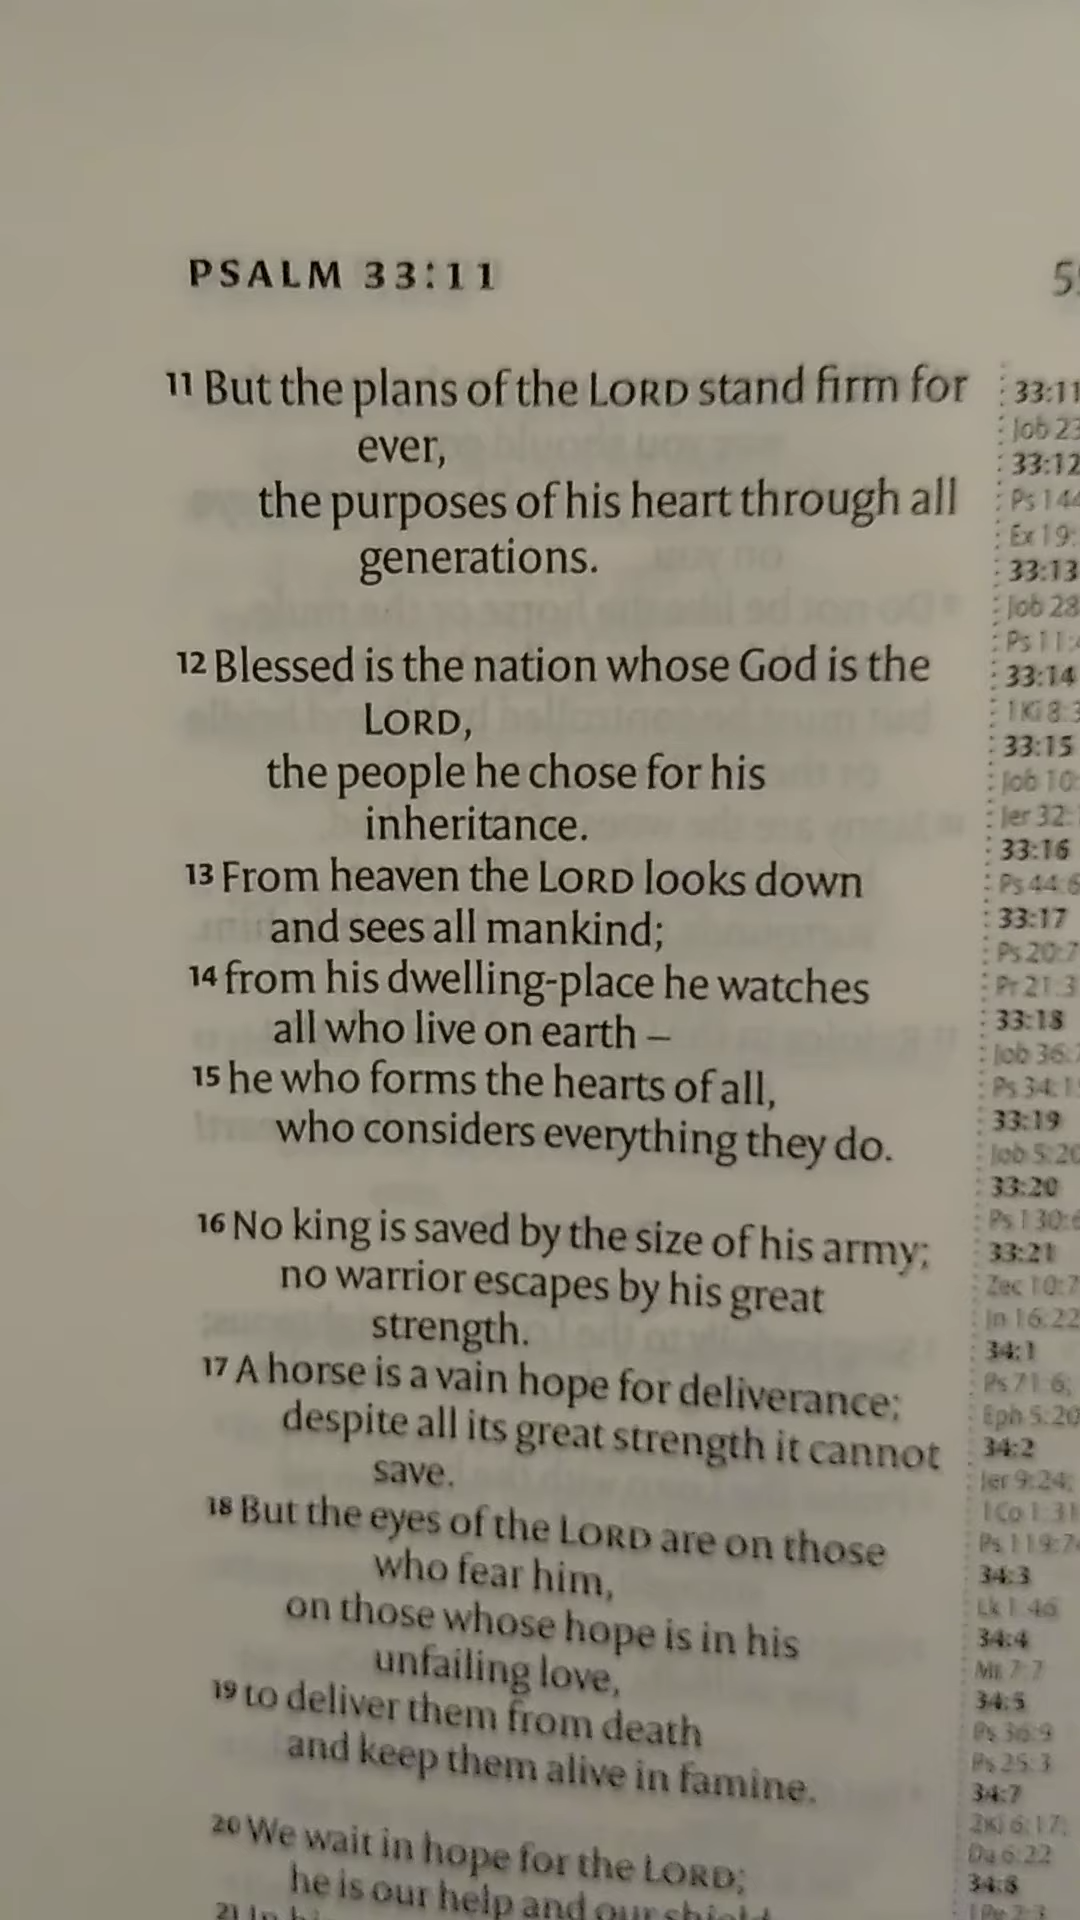 PSALM 33:11
11 But the plans of the LORD stand firm for
ever,
the purposes of his heart through all
generations.
12 Blessed is the nation whose God is the
LORD,
the people he chose for his
inheritance.
13 From heaven the LORD looks down
and sees all mankind;
14 from his dwelling-place he watches
all who live on earth –
15 he who forms the hearts of all,
who considers everything they do.
16 No king is saved by the size of his army;
no warrior escapes by his great
strength.
17 A horse is a vain hope for deliverance;
despite all its great strength it cannot
save.
18 But the eyes of the LORD are on those
who fear him,
on those whose hope is in his
unfailing love,
19 to deliver them from death
and keep them alive in famine.
20 We wait in hope for the LORD;
he is our help and our shield
21 In
33:11
Job 23
33:12
Ps 144
Ex 19:
33:13
Job 28
Ps 11:
33:14
1Ki 8:3
33:15
Job 10:
Jer 32:
33:16
Ps 44:6
33:17
Ps 20:7
Pr 21:3
33:18
Job 36:7
Ps 34:1
33:19
Job 5:20
33:20
Ps 130:6
33:21
Zec 10:7
Jn 16:22
34:1
Ps 71:6;
Eph 5:20
34:2
Jer 9:24;
1Co 1:31
Ps 119:7
34:3
Lk 1:46
34:4
Mt 7:7
34:5
Ps 36:9
Ps 25:3
34:7
2Ki 6:17;
Da 6:22
34:8